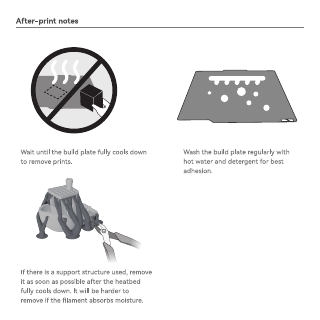 After-print notes
Wait until the build plate fully cools down
to remove prints.
Wash the build plate regularly with
hot water and detergent for best
adhesion.
If there is a support structure used, remove
it as soon as possible after the heatbed
fully cools down. It will be harder to
remove if the filament absorbs moisture.